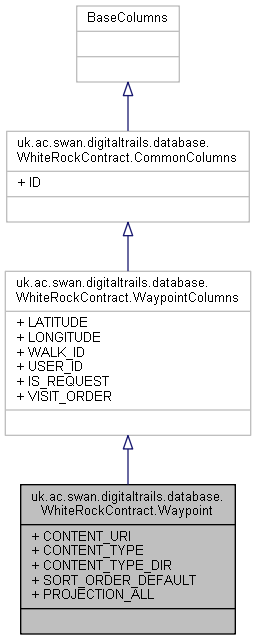 BaseColumns
uk.ac.swan.digitaltrails.database.
WhiteRockContract.CommonColumns
+ ID
uk.ac.swan.digitaltrails.database.
WhiteRockContract.WaypointColumns
+ LATITUDE
+ LONGITUDE
+ WALK_ID
+ USER_ID
+ IS_REQUEST
+ VISIT_ORDER
uk.ac.swan.digitaltrails.database.
WhiteRockContract.Waypoint
+ CONTENT_URI
+ CONTENT_TYPE
+ CONTENT_TYPE_DIR
+ SORT_ORDER_DEFAULT
+ PROJECTION_ALL